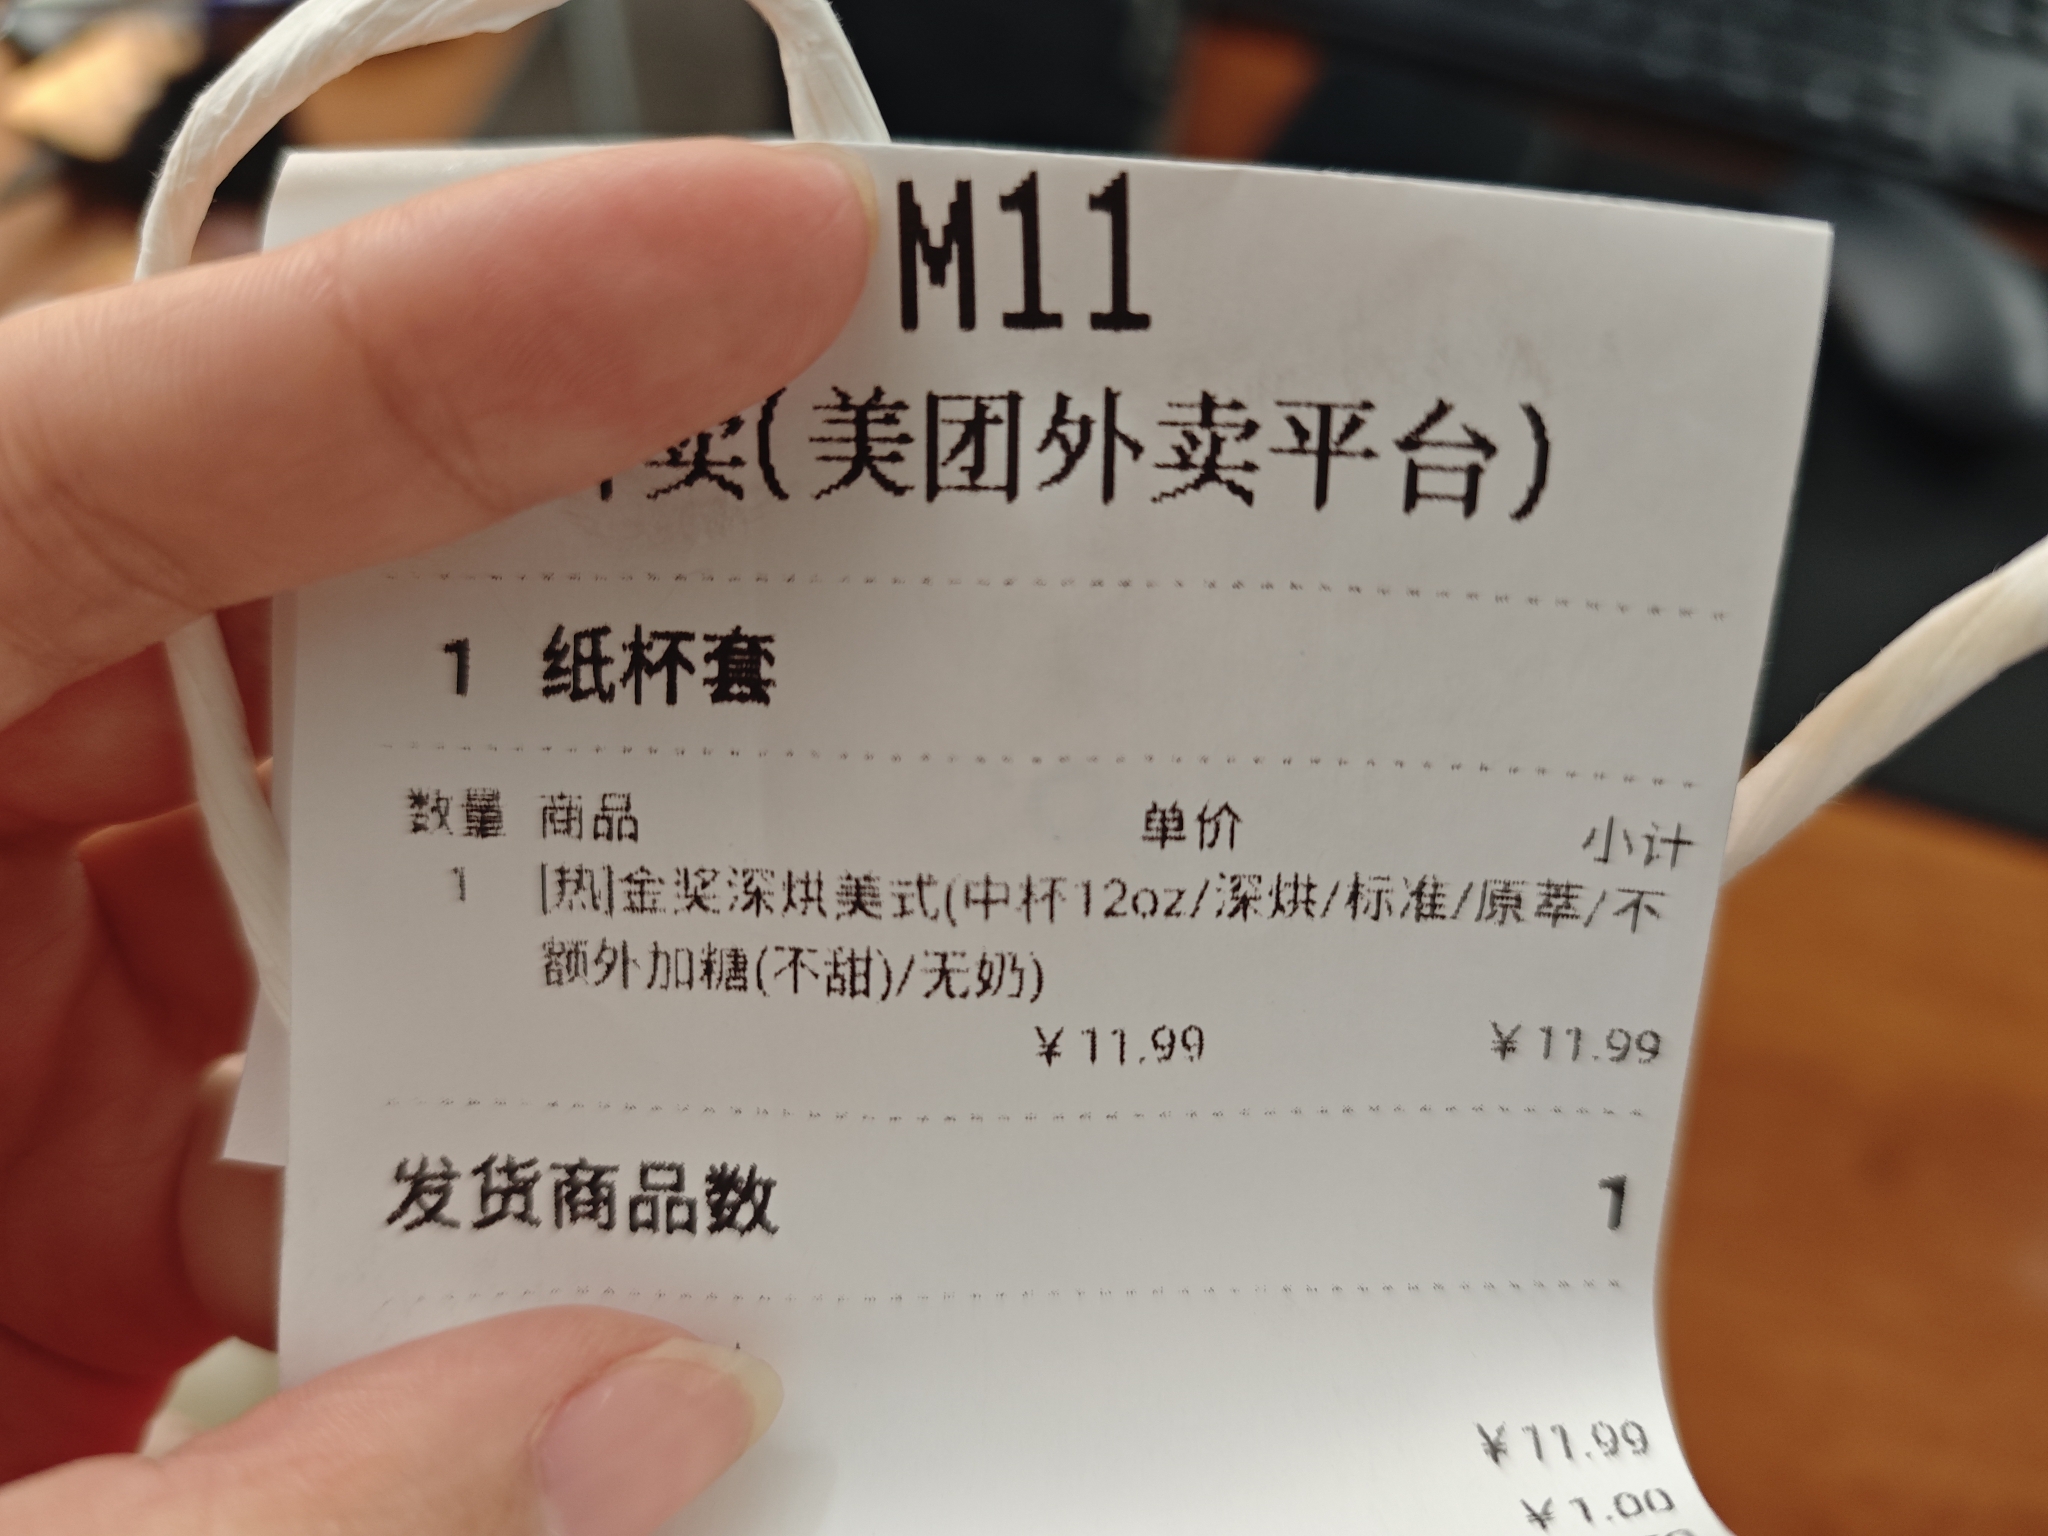 M11
卖(美团外卖平台)
1 纸杯套
数量 商品 单价 小计
1 [热]金奖深烘美式(中杯12oz/深烘/标准/原萃/不
额外加糖(不甜)/无奶)
¥11.99 ¥11.99
发货商品数 1
¥11.99
¥1.00